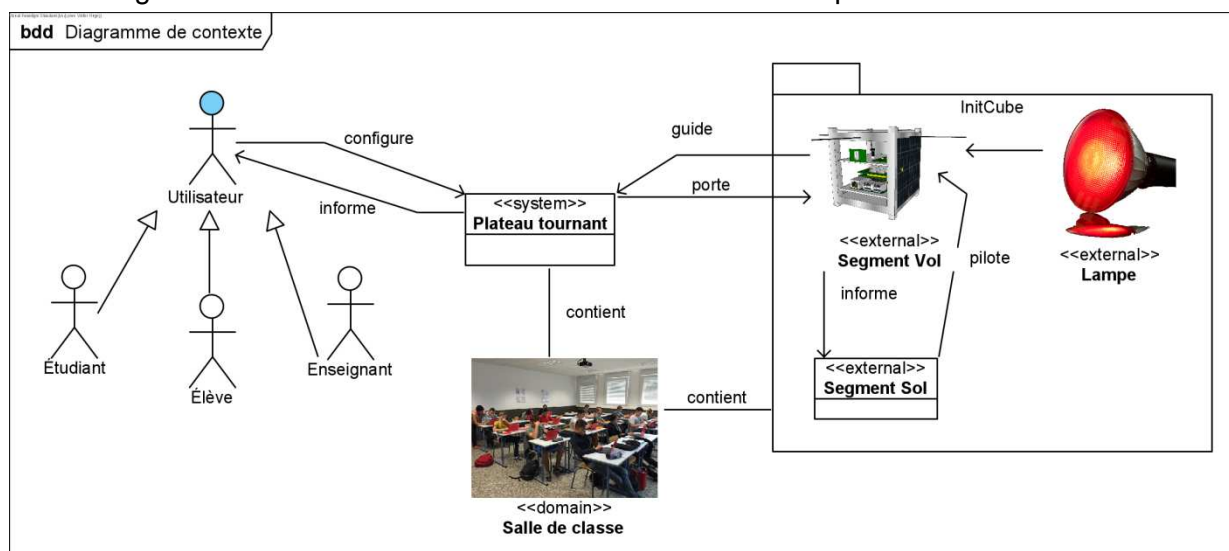 bdd Diagramme de contexte
InitCube
guide
configure
porte
Utilisateur
informe
<<system>>
Plateau tournant
<<external>>
Segment Vol
pilote
<<external>>
Lampe
informe
contient
Étudiant
Enseignant
Élève
<<external>>
Segment Sol
contient
<<domain>>
Salle de classe